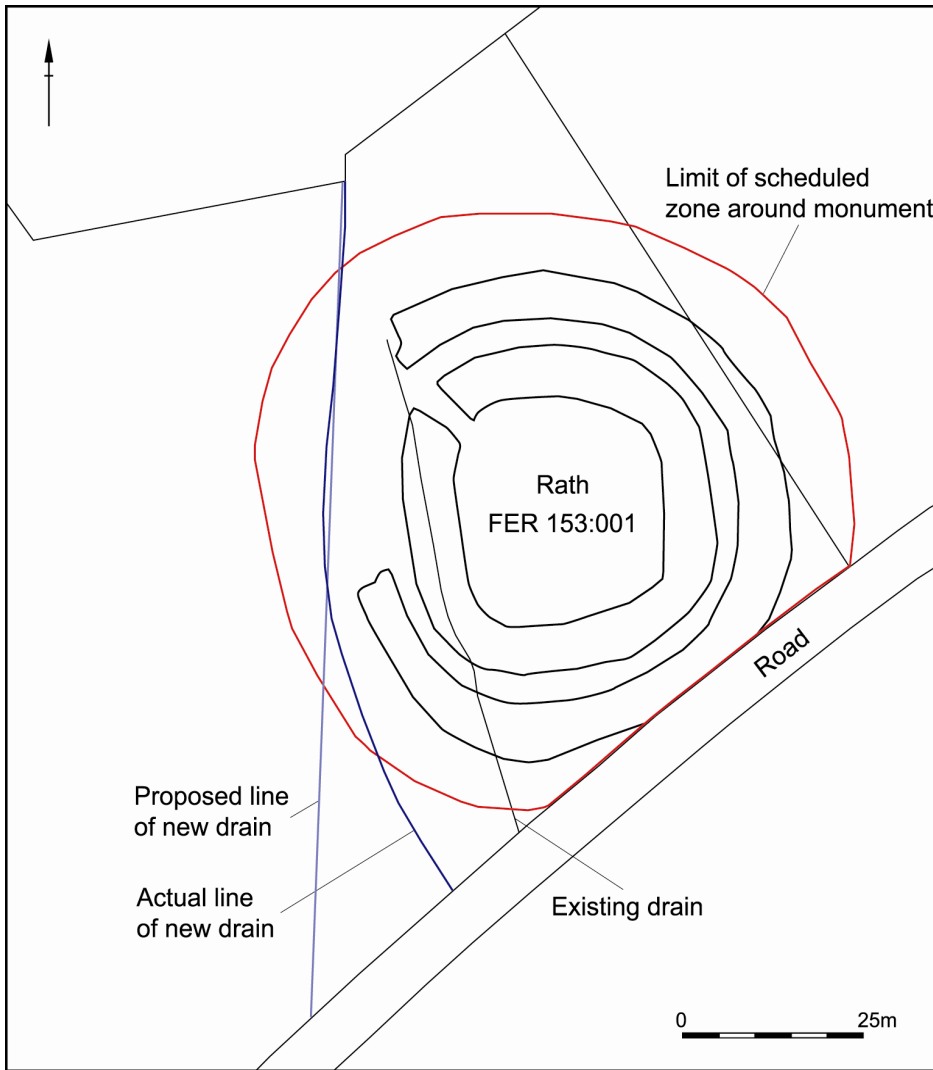 Limit of scheduled
zone around monument
Rath
FER 153:001
Road
Proposed line
of new drain
Actual line
of new drain
Existing drain
0 25m